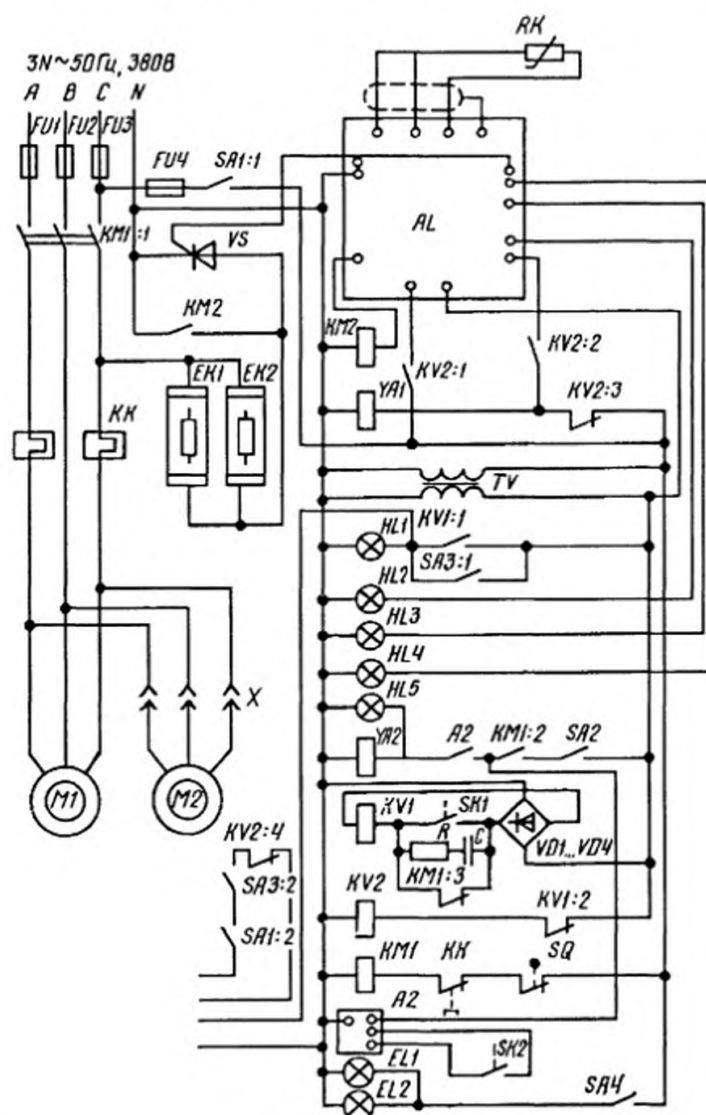 RK
3N~50Гц, 380В
A B C N
FU1 FU2 FU3
FU4 SA1:1
AL
KM1:1 VS
KM2
KM2
KV2:2
EK1 EK2
KV2:1
YA1
KV2:3
KK
TV
HL1 KV1:1
SA3:1
HL2
HL3
HL4
X
HL5
YA2 A2 KM1:2 SA2
M1 M2
KV1 SK1
R C
VD1...VD4
KV2:4
KM1:3
SA3:2
KV2 KV1:2
SA1:2
KM1 KK SQ
A2
SK2
EL1
EL2 SA4